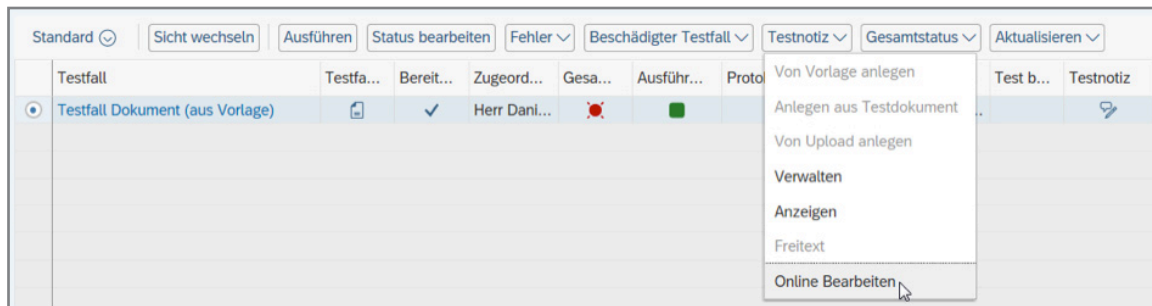 Standard Sicht wechseln Ausführen Status bearbeiten Fehler Beschädigter Testfall Testnotiz Gesamtstatus Aktualisieren
Testfall Testfa... Bereit... Zugeord... Gesa... Ausführ... Proto Test b... Testnotiz
Testfall Dokument (aus Vorlage) Herr Dani... ..
Von Vorlage anlegen
Anlegen aus Testdokument
Von Upload anlegen
Verwalten
Anzeigen
Freitext
Online Bearbeiten